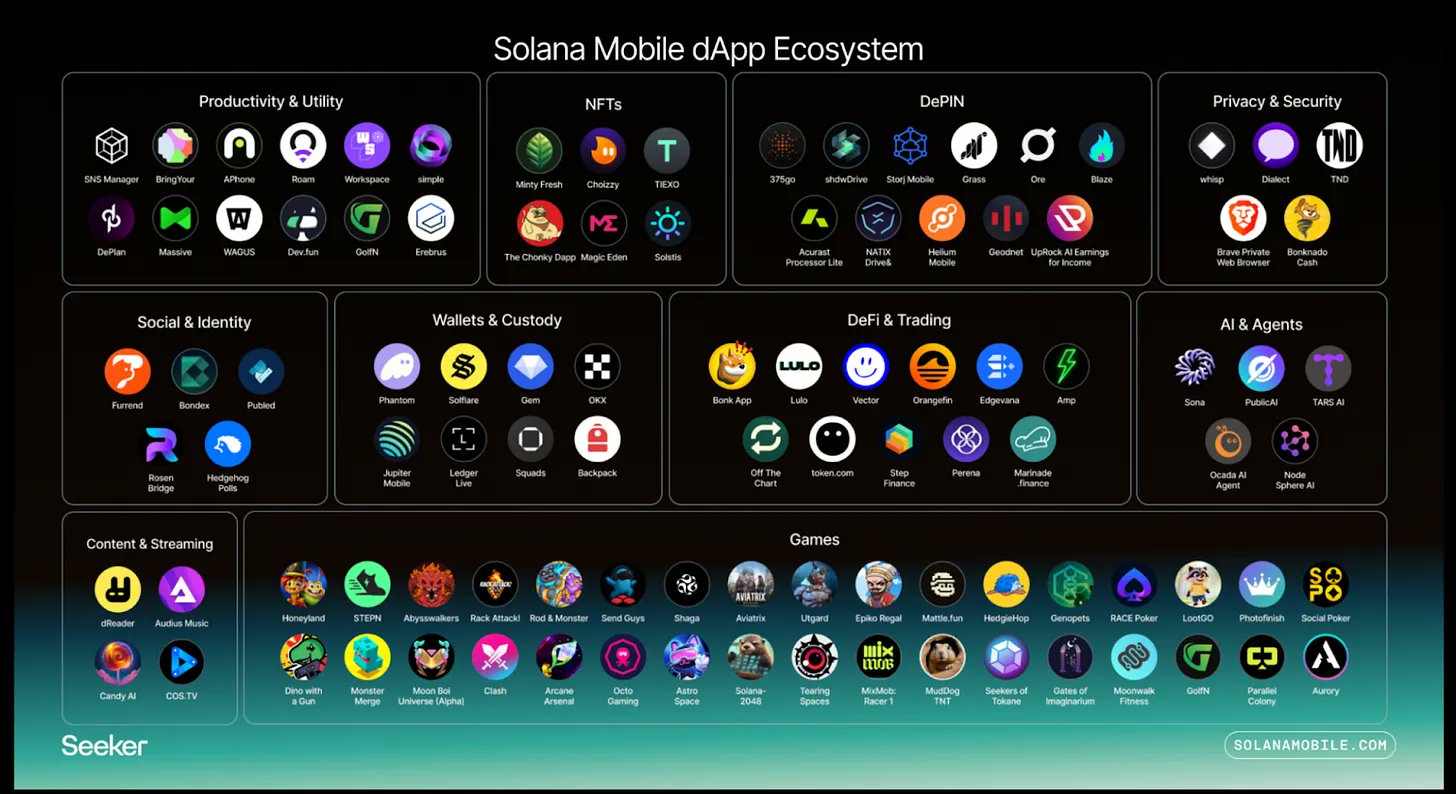 Solana Mobile dApp Ecosystem
Productivity & Utility
SNS Manager
BringYour
APhone
Roam
Workspace
simple
DePlan
Massive
WAGUS
Dev.fun
GolfN
Erebrus
NFTs
Minty Fresh
Choizzy
TIEXO
The Chonky Dapp
Magic Eden
Solstis
DePIN
375go
shdwDrive
Storj Mobile
Grass
Ore
Blaze
Acurast
Processor Lite
NATIX
Drive&
Helium
Mobile
Geodnet
UpRock AI Earnings
for Income
Privacy & Security
whisp
Dialect
TND
TND
Brave Private
Web Browser
Bonknado
Cash
Social & Identity
Furrend
Bondex
Publed
Rosen
Bridge
Hedgehog
Polls
Wallets & Custody
Phantom
Solflare
Gem
OKX
Jupiter
Mobile
Ledger
Live
Squads
Backpack
DeFi & Trading
LULO
Bonk App
Lulo
Vector
Orangefin
Edgevana
Amp
Off The
Chart
token.com
Step
Finance
Perena
Marinade
.finance
AI & Agents
Sona
PublicAI
TARS AI
Ocada AI
Agent
Node
Sphere AI
Content & Streaming
dReader
Audius Music
Candy AI
COS.TV
Games
RACK ATTACK!
AVIATRIX
SO
PO
Honeyland
STEPN
Abysswalkers
Rack Attack!
Rod & Monster
Send Guys
Shaga
Aviatrix
Utgard
Epiko Regal
Mattle.fun
HedgieHop
Genopets
RACE Poker
LootGO
Photofinish
Social Poker
MIX
MOB
Dino with
a Gun
Monster
Merge
Moon Boi
Universe (Alpha)
Clash
Arcane
Arsenal
Octo
Gaming
Astro
Space
Solana-
2048
Tearing
Spaces
MixMob:
Racer 1
MudDog
TNT
Seekers of
Tokane
Gates of
Imaginarium
Moonwalk
Fitness
GolfN
Parallel
Colony
Aurory
Seeker
SOLANAMOBILE.COM